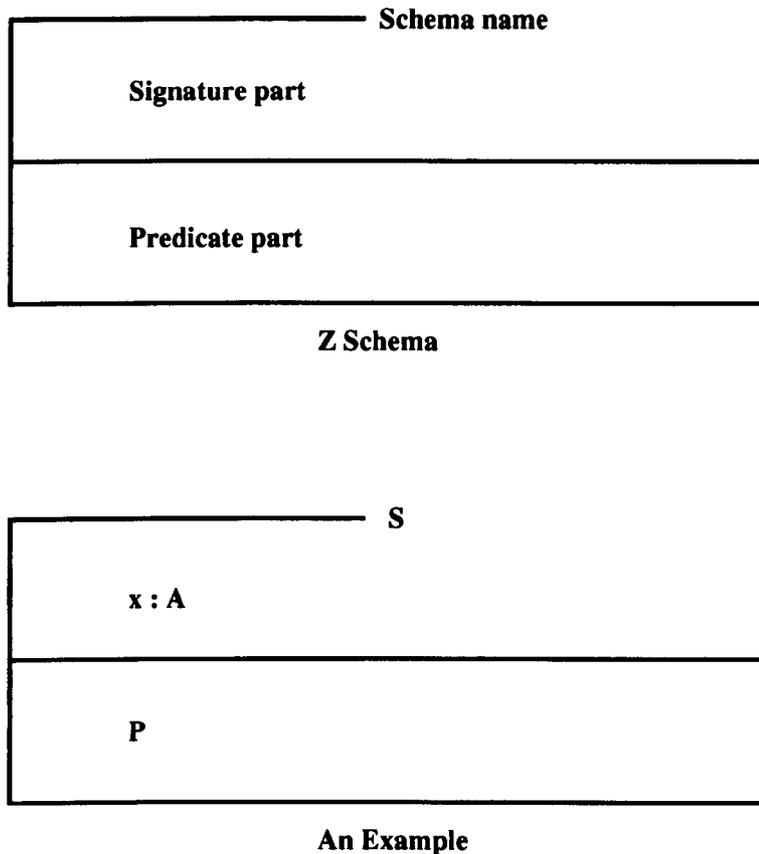 Schema name
Signature part
Predicate part
Z Schema
S
x : A
P
An Example